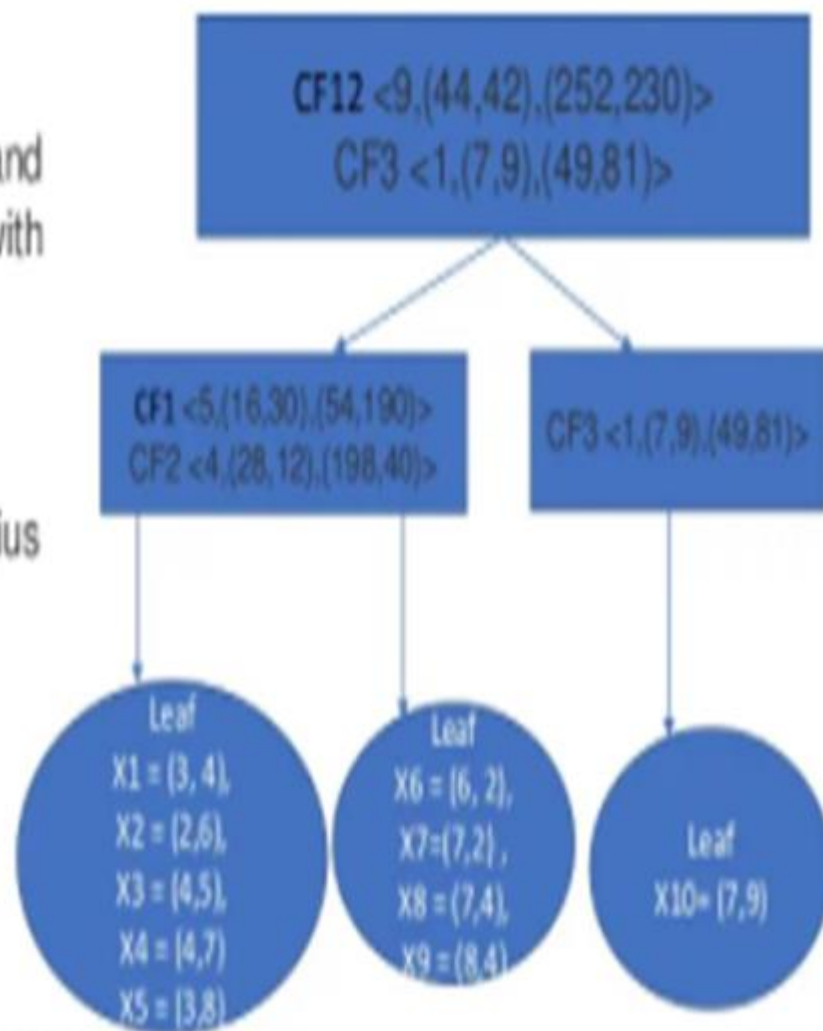 and
with
ius
CF12 <9,(44,42),(252,230)>
CF3 <1,(7,9),(49,81)>
CF1 <5,(16,30),(54,190)>
CF2 <4,(28,12),(198,40)>
CF3 <1,(7,9),(49,81)>
Leaf
X1 = (3, 4),
X2 = (2,6),
X3 = (4,5),
X4 = (4,7)
X5 = (3,8)
Leaf
X6 = (6, 2),
X7=(7,2) ,
X8 = (7,4),
X9 = (8,4)
Leaf
X10= (7,9)